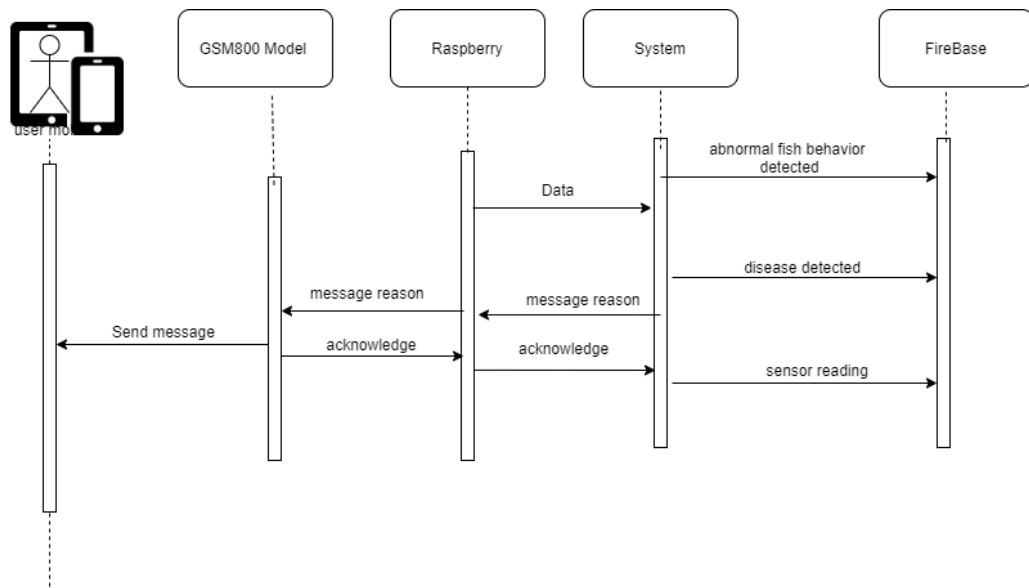 GSM800 Model
Raspberry
System
FireBase
user
abnormal fish behavior
detected
Data
disease detected
message reason
message reason
Send message
acknowledge
acknowledge
sensor reading